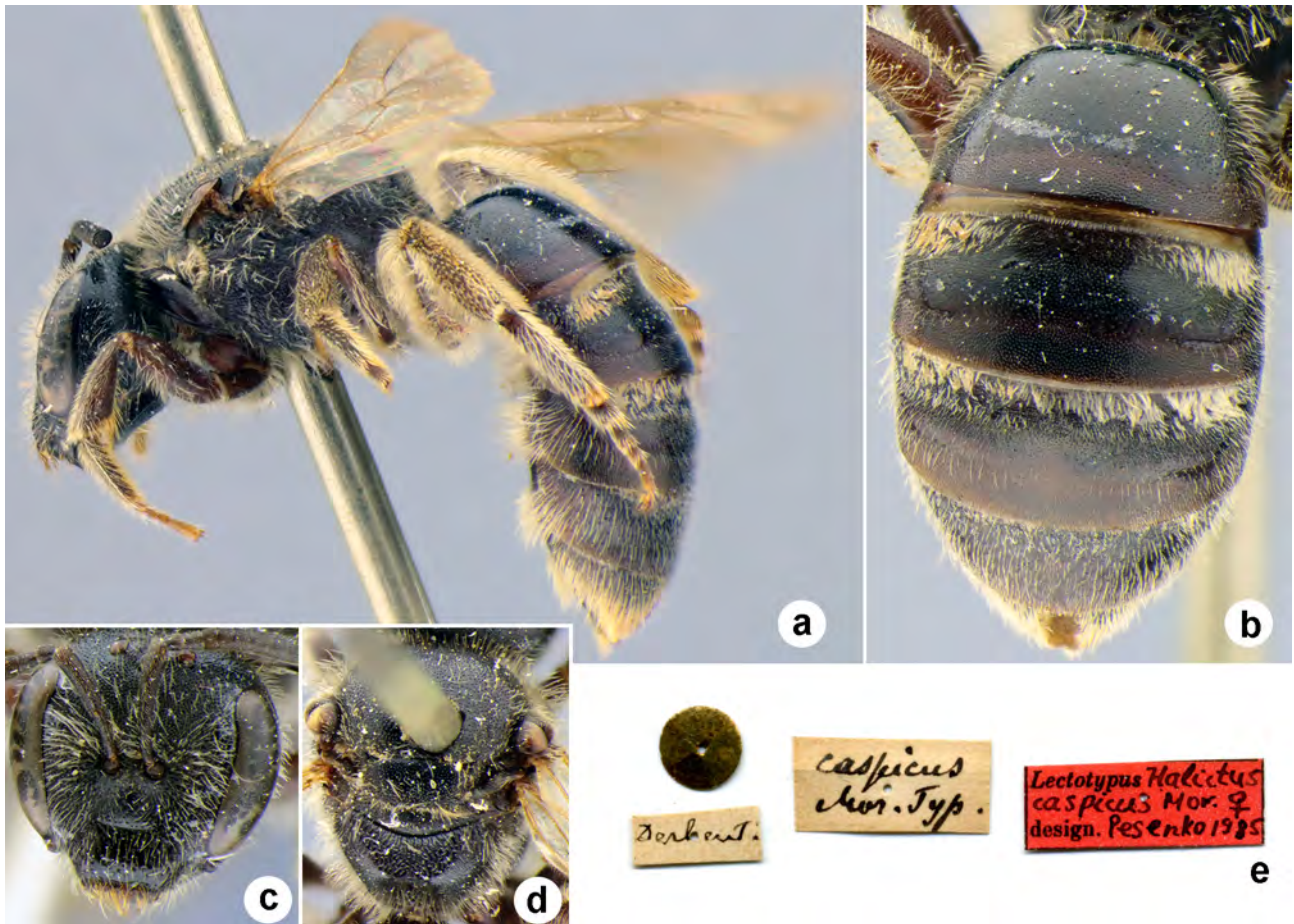 a
b
c
d
Derbent.
caspicus
Mor. Typ.
Lectotypus Halictus
caspicus Mor. ♀
design. Pesenko 1985
e